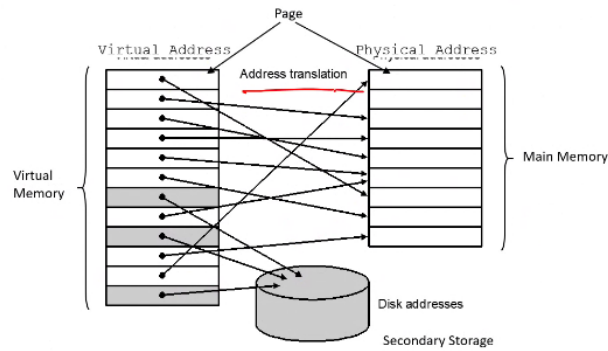 Page
Virtual Address
Physical Address
Address translation
Virtual
Memory
Main Memory
Disk addresses
Secondary Storage